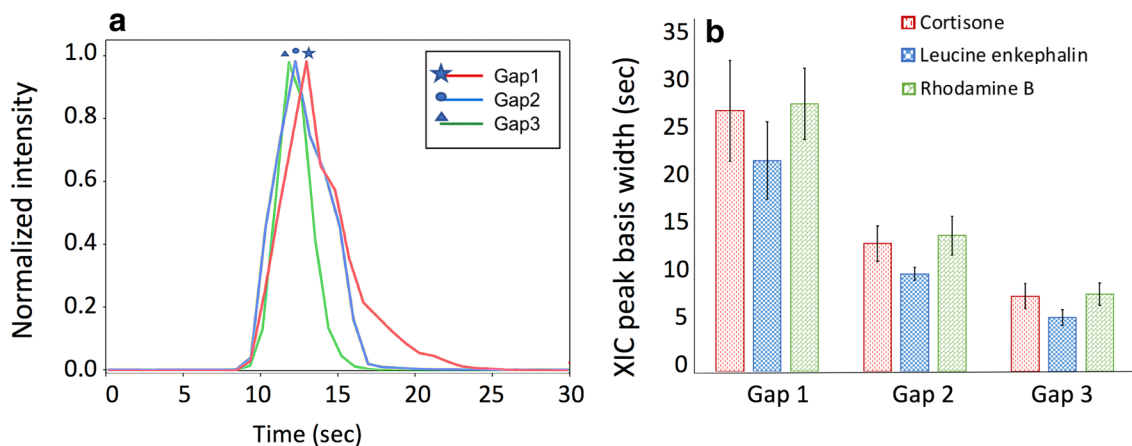 a
Normalized intensity
1.0
0.8
0.6
0.4
0.2
0.0
0
5
10
15
20
25
30
Time (sec)
Gap1
Gap2
Gap3
b
XIC peak basis width (sec)
35
30
25
20
15
10
5
0
Gap 1
Gap 2
Gap 3
Cortisone
Leucine enkephalin
Rhodamine B